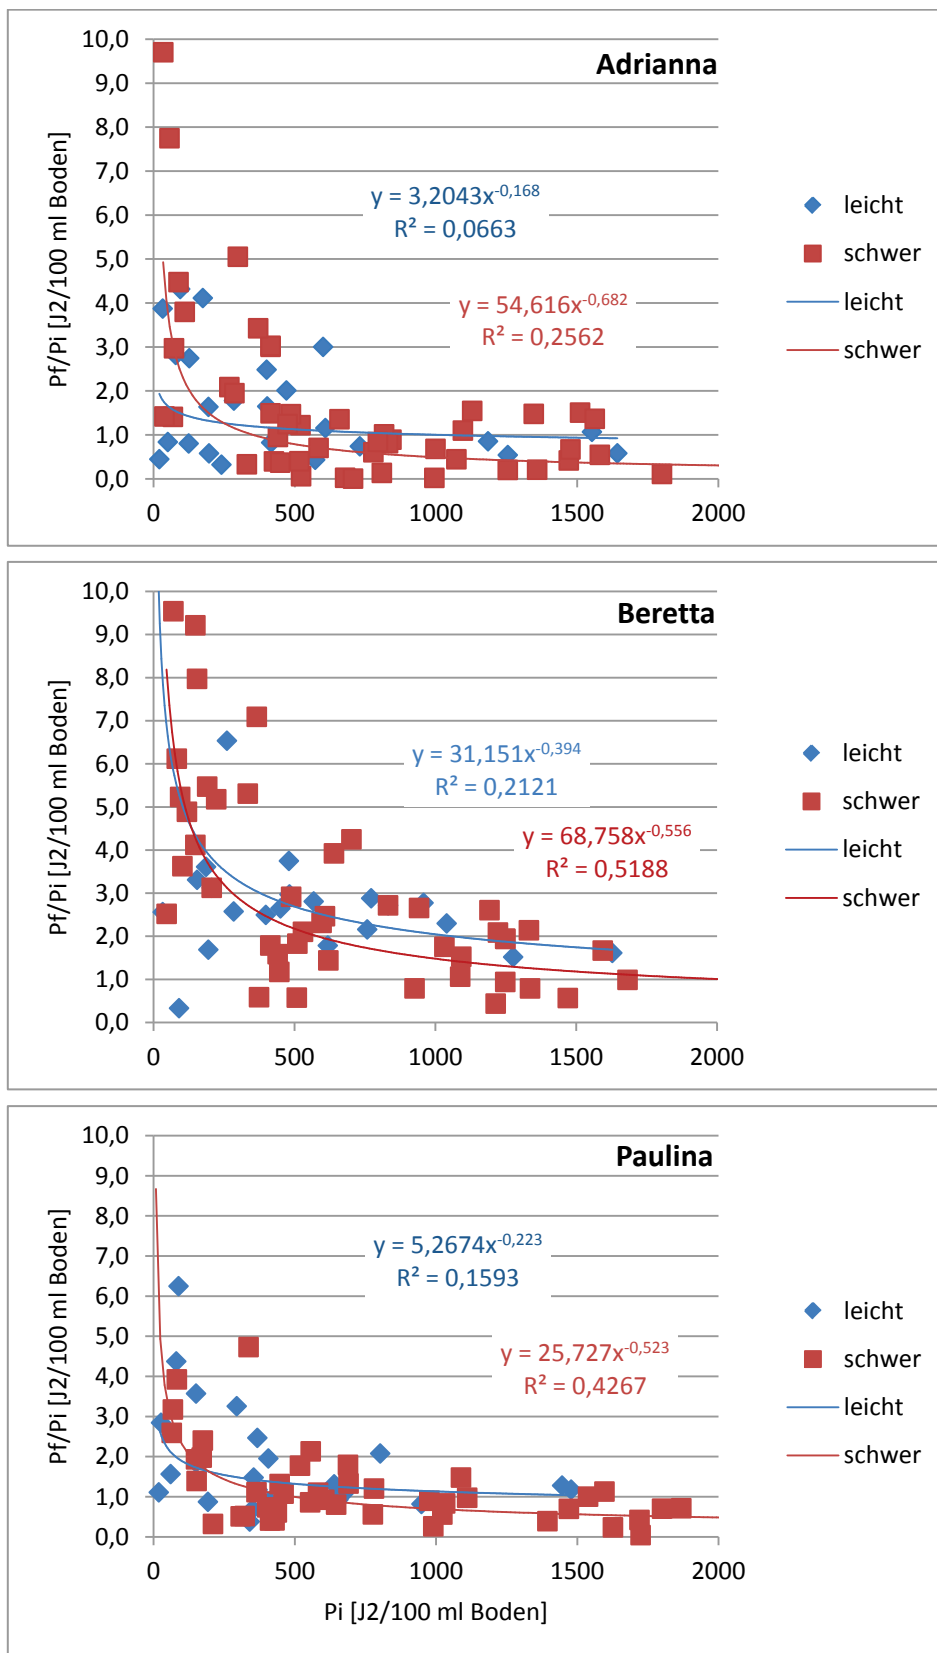 Adrianna
10,0
9,0
8,0
7,0
6,0
5,0
4,0
3,0
2,0
1,0
0,0
Pf/Pi [J2/100 ml Boden]
y = 3,2043x^-0,168
R² = 0,0663
y = 54,616x^-0,682
R² = 0,2562
0 500 1000 1500 2000
leicht
schwer
leicht
schwer
Beretta
10,0
9,0
8,0
7,0
6,0
5,0
4,0
3,0
2,0
1,0
0,0
Pf/Pi [J2/100 ml Boden]
y = 31,151x^-0,394
R² = 0,2121
y = 68,758x^-0,556
R² = 0,5188
0 500 1000 1500 2000
leicht
schwer
leicht
schwer
Paulina
10,0
9,0
8,0
7,0
6,0
5,0
4,0
3,0
2,0
1,0
0,0
Pf/Pi [J2/100 ml Boden]
y = 5,2674x^-0,223
R² = 0,1593
y = 25,727x^-0,523
R² = 0,4267
0 500 1000 1500 2000
Pi [J2/100 ml Boden]
leicht
schwer
leicht
schwer